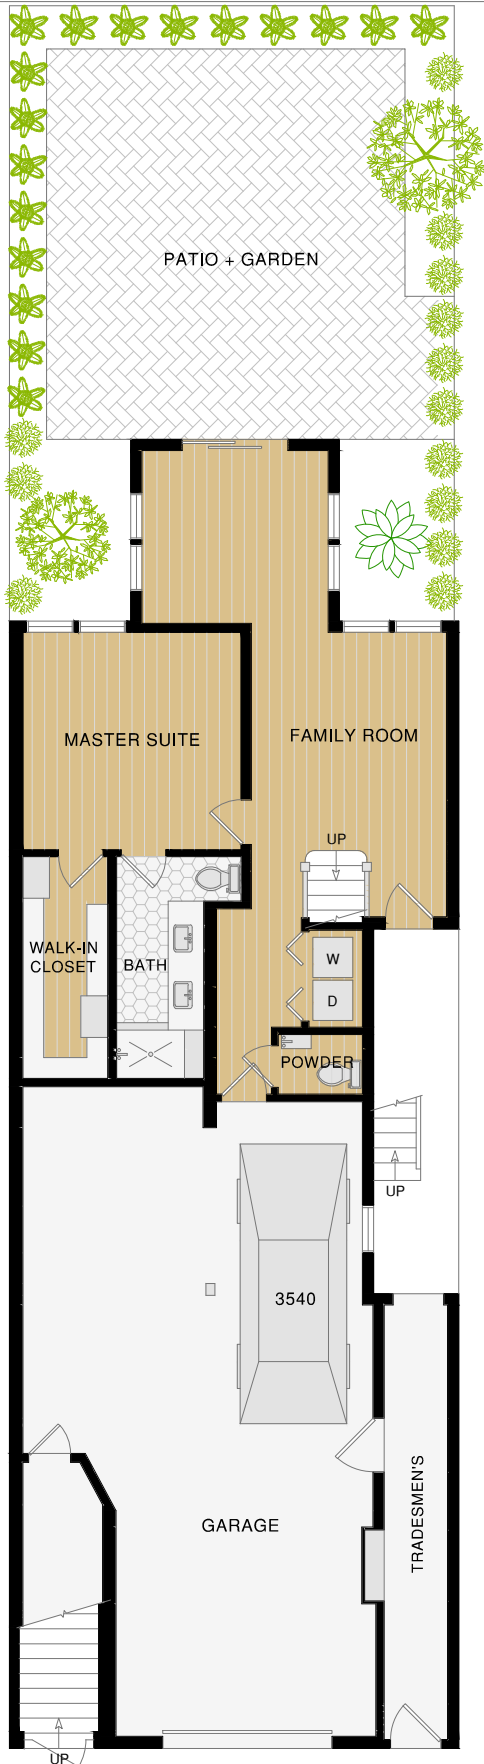 PATIO + GARDEN
MASTER SUITE
FAMILY ROOM
UP
WALK-IN
CLOSET
BATH
W
D
POWDER
UP
3540
GARAGE
TRADESMEN'S
UP